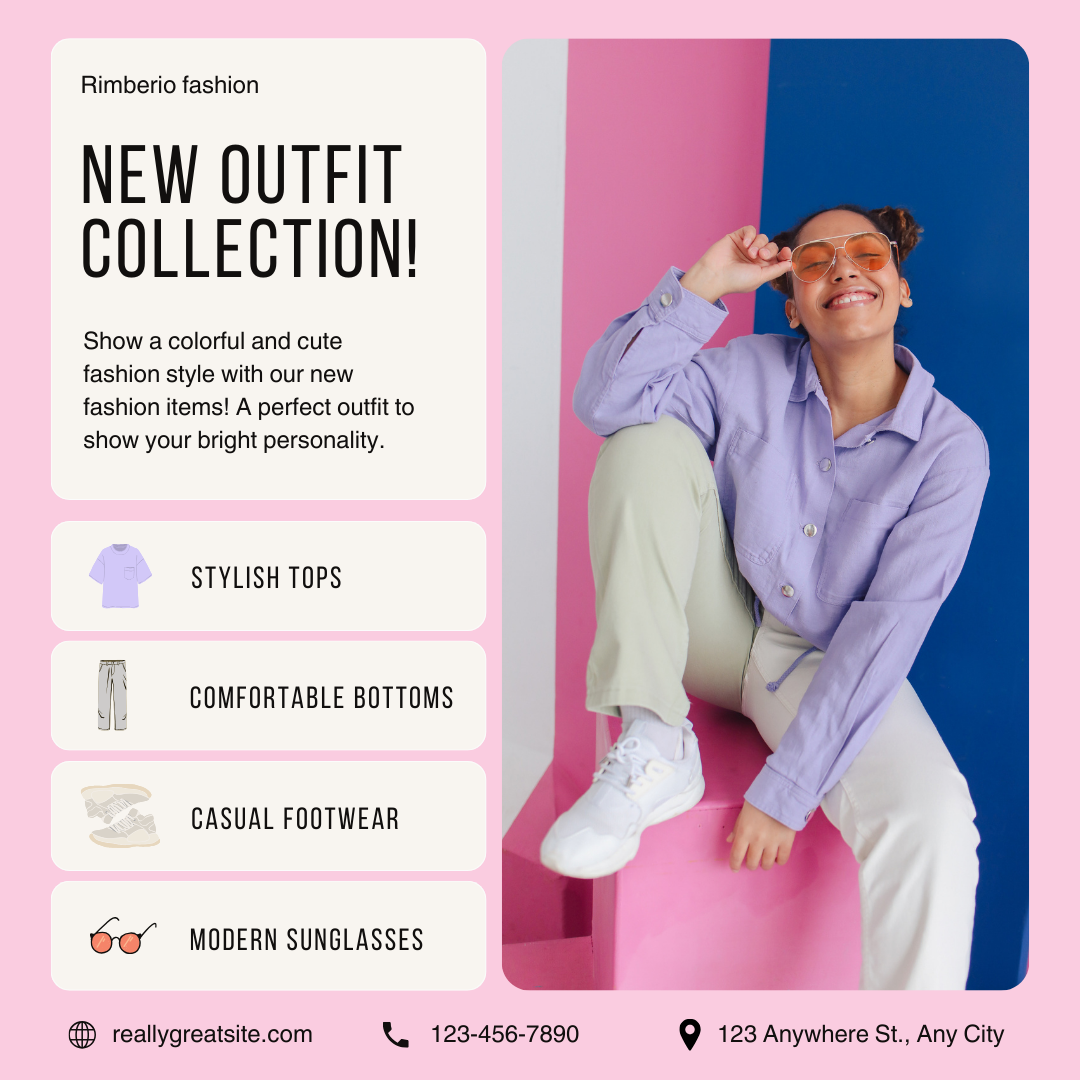 Rimberio fashion
NEW OUTFIT
COLLECTION!
Show a colorful and cute
fashion style with our new
fashion items! A perfect outfit to
show your bright personality.
STYLISH TOPS
COMFORTABLE BOTTOMS
CASUAL FOOTWEAR
MODERN SUNGLASSES
reallygreatsite.com
123-456-7890
123 Anywhere St., Any City